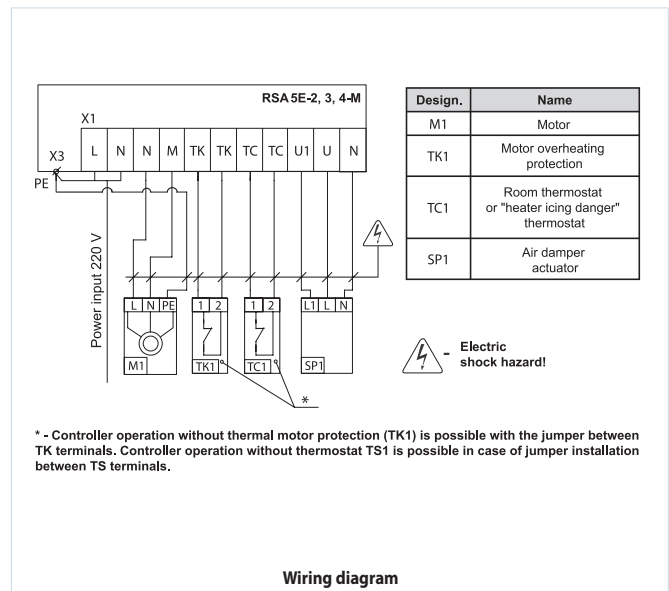 RSA 5E-2, 3, 4-M
X1
X3
L N N M TK TK TC TC U1 U N
PE
Power input 220 V
L N PE 1 2 1 2 L1 L N
M1 TK1 TC1 SP1
*
Design. Name
M1 Motor
TK1 Motor overheating
protection
TC1 Room thermostat
or "heater icing danger"
thermostat
SP1 Air damper
actuator
- Electric
shock hazard!
* - Controller operation without thermal motor protection (TK1) is possible with the jumper between
TK terminals. Controller operation without thermostat TS1 is possible in case of jumper installation
between TS terminals.
Wiring diagram